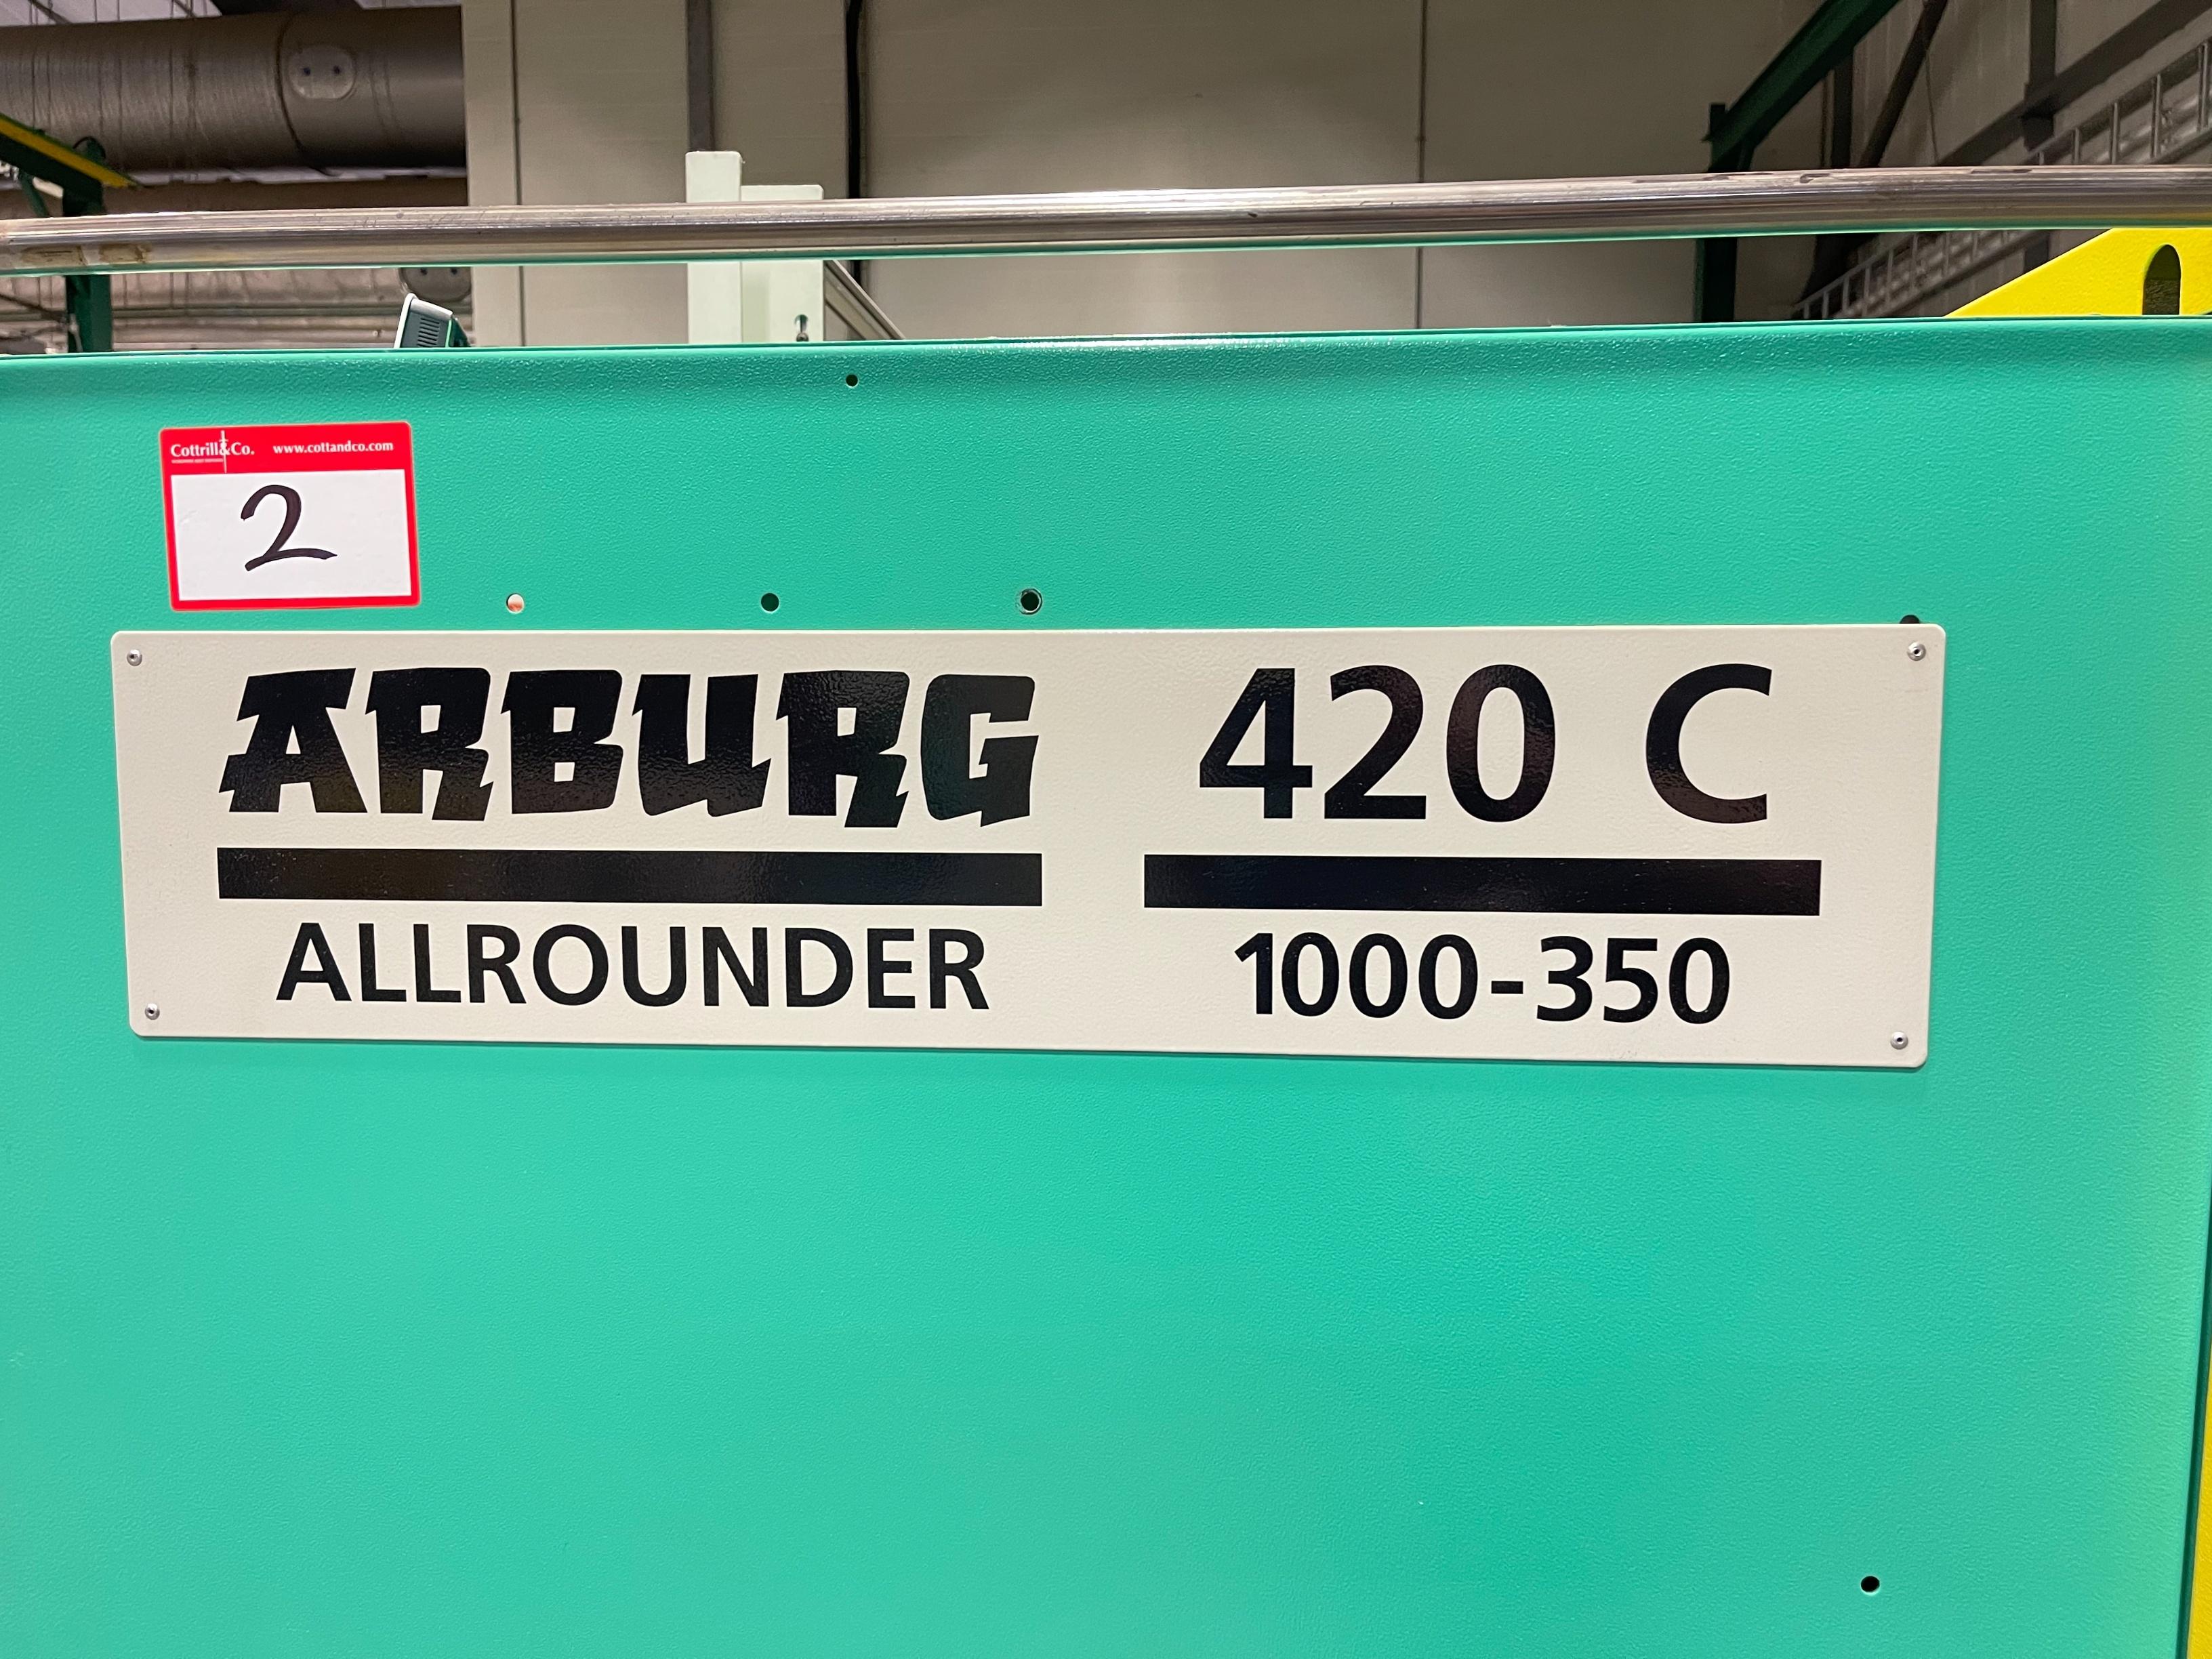 Cottrill&Co. www.cottandco.com
2
ARBURG 420 C
ALLROUNDER 1000-350